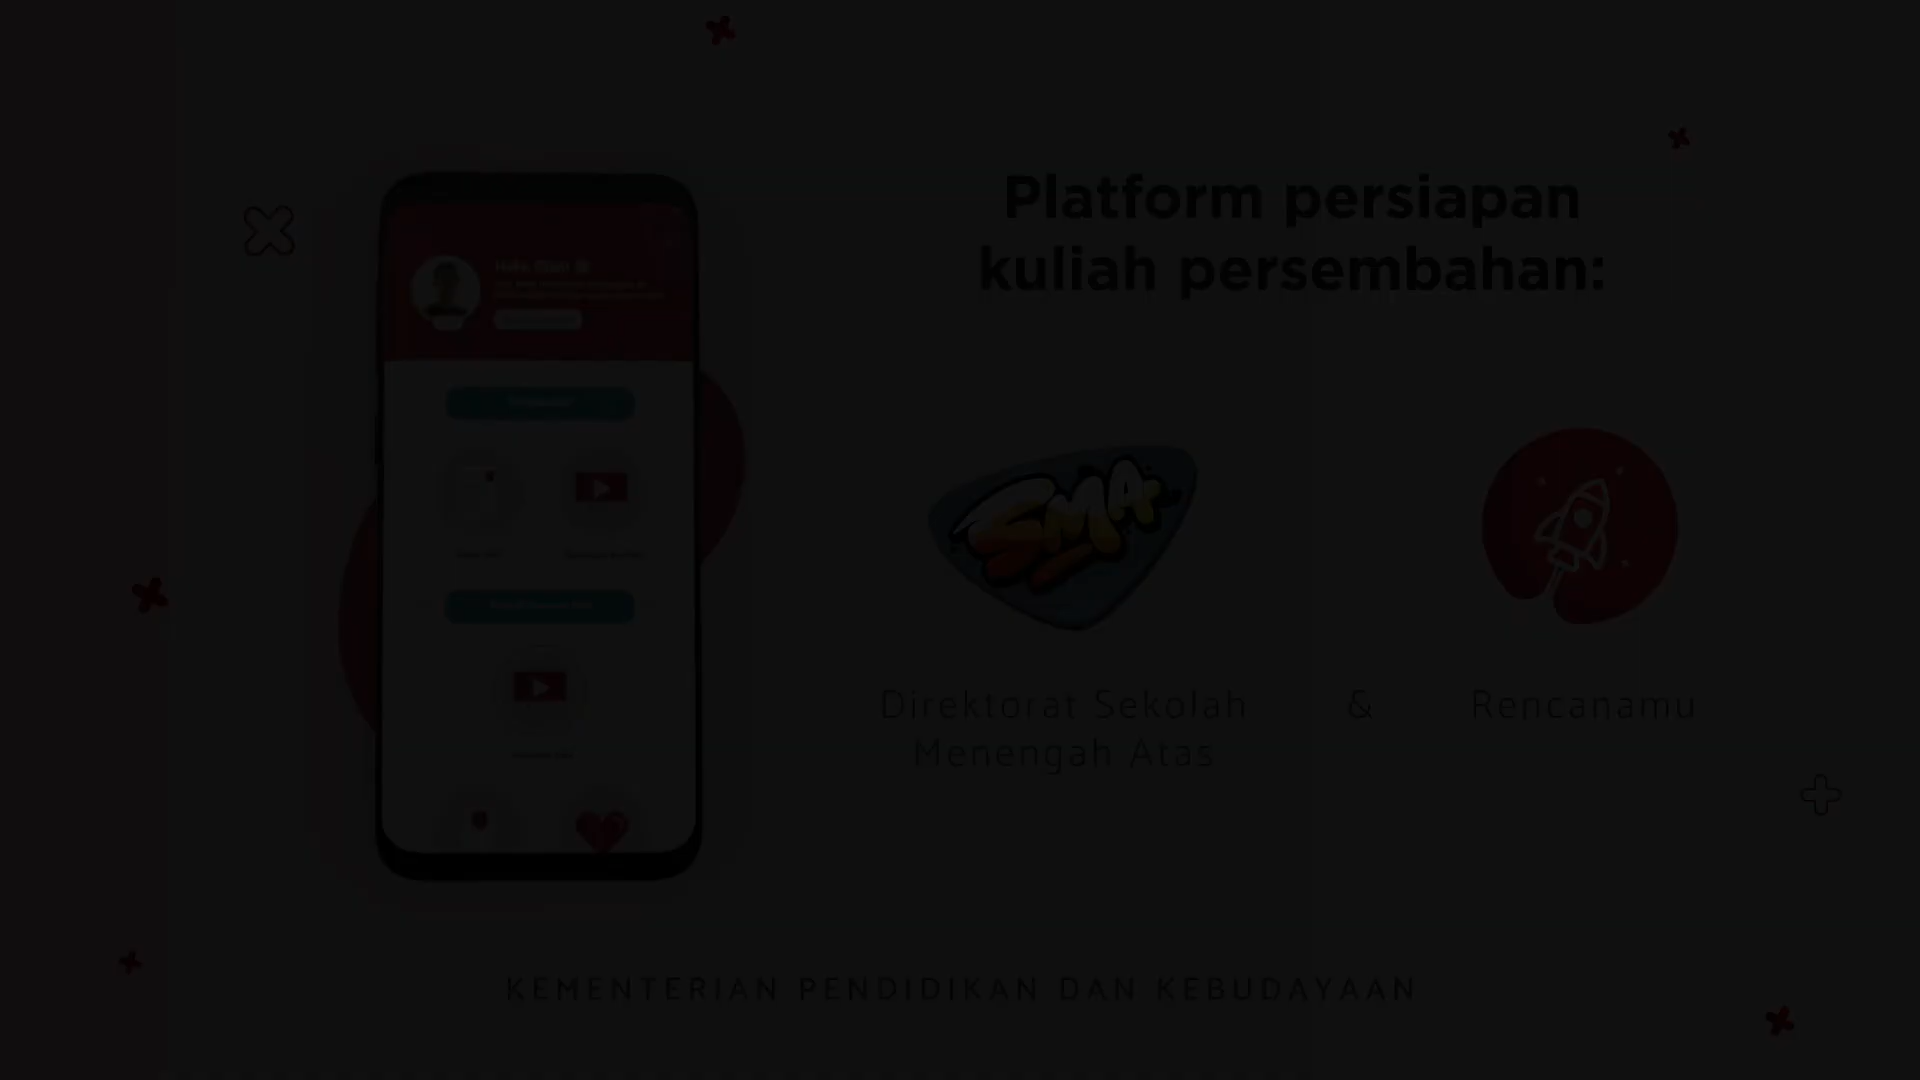 Platform persiapan
kuliah persembahan:
SMA
Direktorat Sekolah
Menengah Atas
&
Rencanamu
KEMENTERIAN PENDIDIKAN DAN KEBUDAYAAN